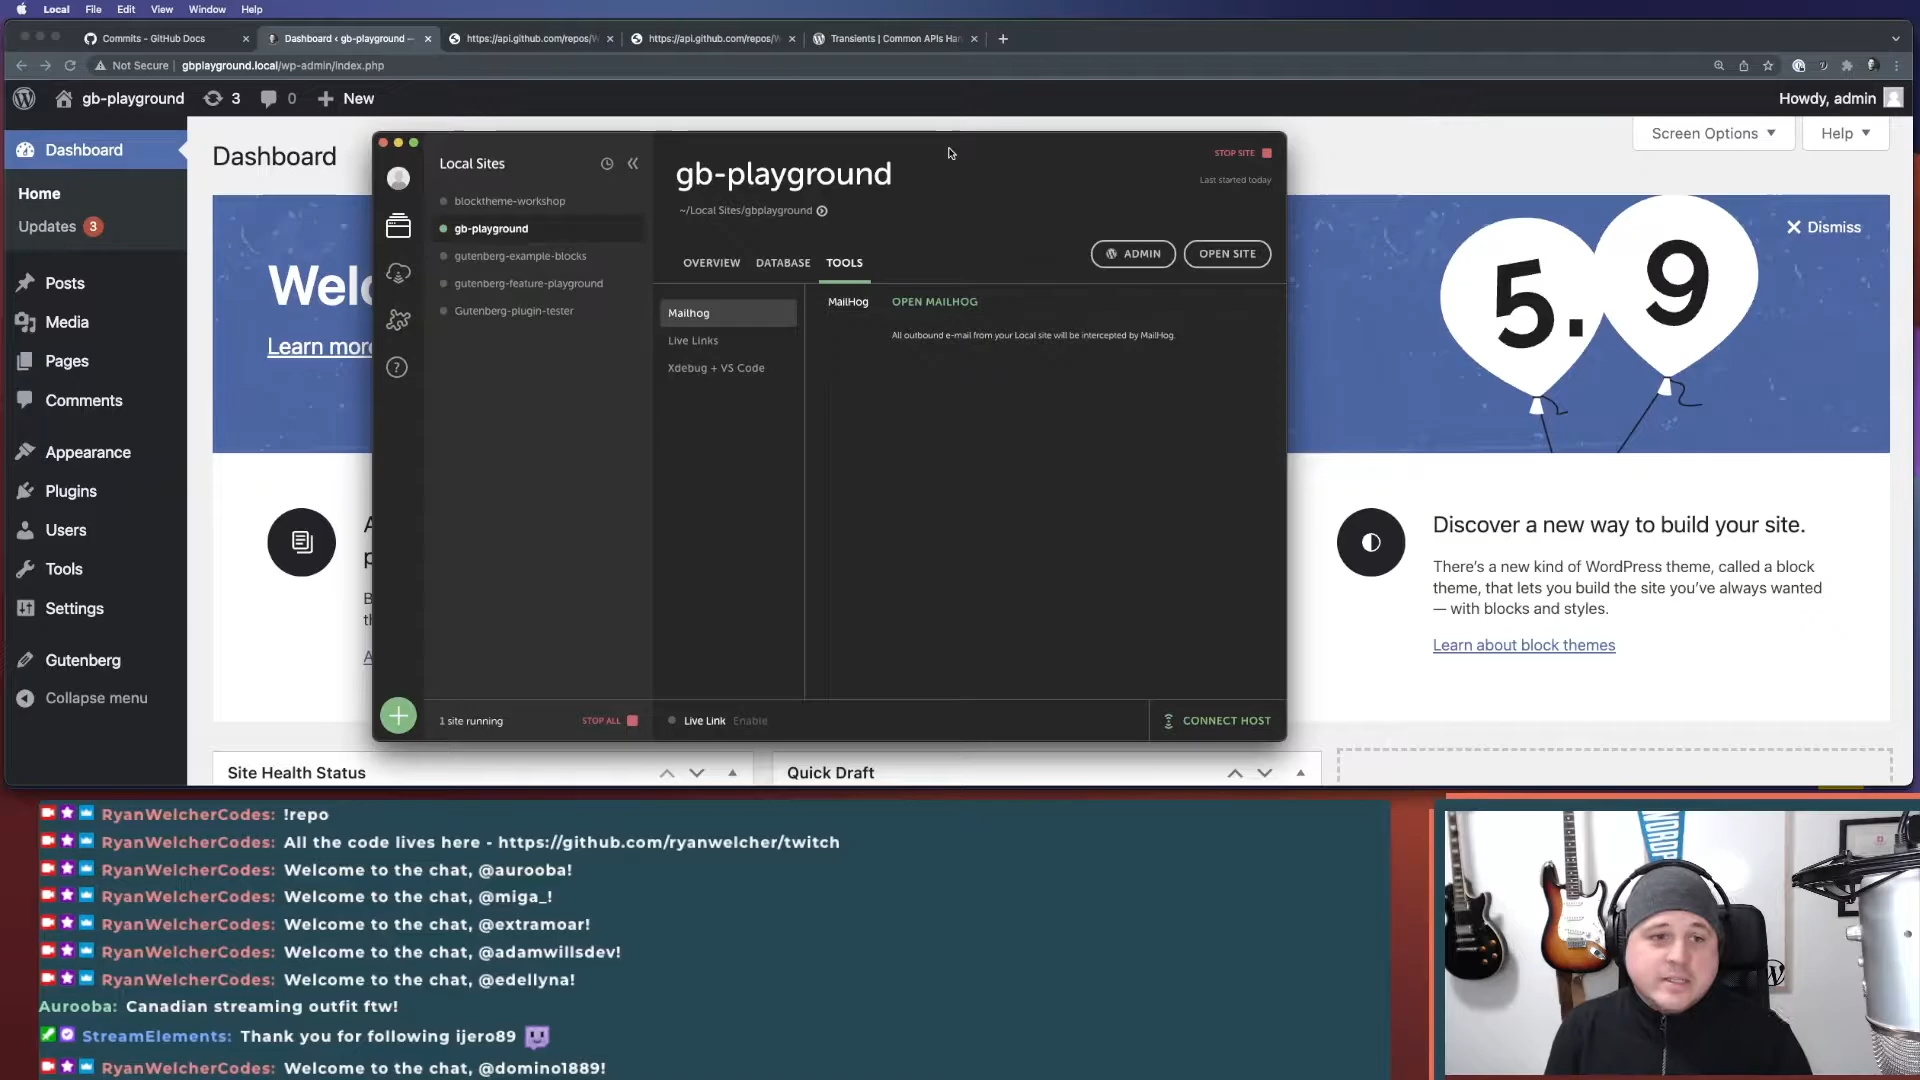 Local File Edit View Window Help
Commits - GitHub Docs
Dashboard ‹ gb-playground —
https://api.github.com/repos/W
https://api.github.com/repos/W
Transients | Common APIs Han
Not Secure | gbplayground.local/wp-admin/index.php
gb-playground 3 0 New
Howdy, admin
Dashboard
Home
Updates 3
Posts
Media
Pages
Comments
Appearance
Plugins
Users
Tools
Settings
Gutenberg
Collapse menu
Dashboard
Screen Options
Help
Welc
Learn more
5.9
Dismiss
Local Sites
blocktheme-workshop
gb-playground
gutenberg-example-blocks
gutenberg-feature-playground
Gutenberg-plugin-tester
1 site running
STOP ALL
gb-playground
~/Local Sites/gbplayground
STOP SITE
Last started today
OVERVIEW DATABASE TOOLS
ADMIN
OPEN SITE
Mailhog
Live Links
Xdebug + VS Code
MailHog
OPEN MAILHOG
All outbound e-mail from your Local site will be intercepted by MailHog.
Live Link Enable
CONNECT HOST
Discover a new way to build your site.
There’s a new kind of WordPress theme, called a block
theme, that lets you build the site you’ve always wanted
— with blocks and styles.
Learn about block themes
Site Health Status
Quick Draft
RyanWelcherCodes: !repo
RyanWelcherCodes: All the code lives here - https://github.com/ryanwelcher/twitch
RyanWelcherCodes: Welcome to the chat, @aurooba!
RyanWelcherCodes: Welcome to the chat, @miga_!
RyanWelcherCodes: Welcome to the chat, @extramoar!
RyanWelcherCodes: Welcome to the chat, @adamwillsdev!
RyanWelcherCodes: Welcome to the chat, @edellyna!
Aurooba: Canadian streaming outfit ftw!
StreamElements: Thank you for following ijero89
RyanWelcherCodes: Welcome to the chat, @domino1889!